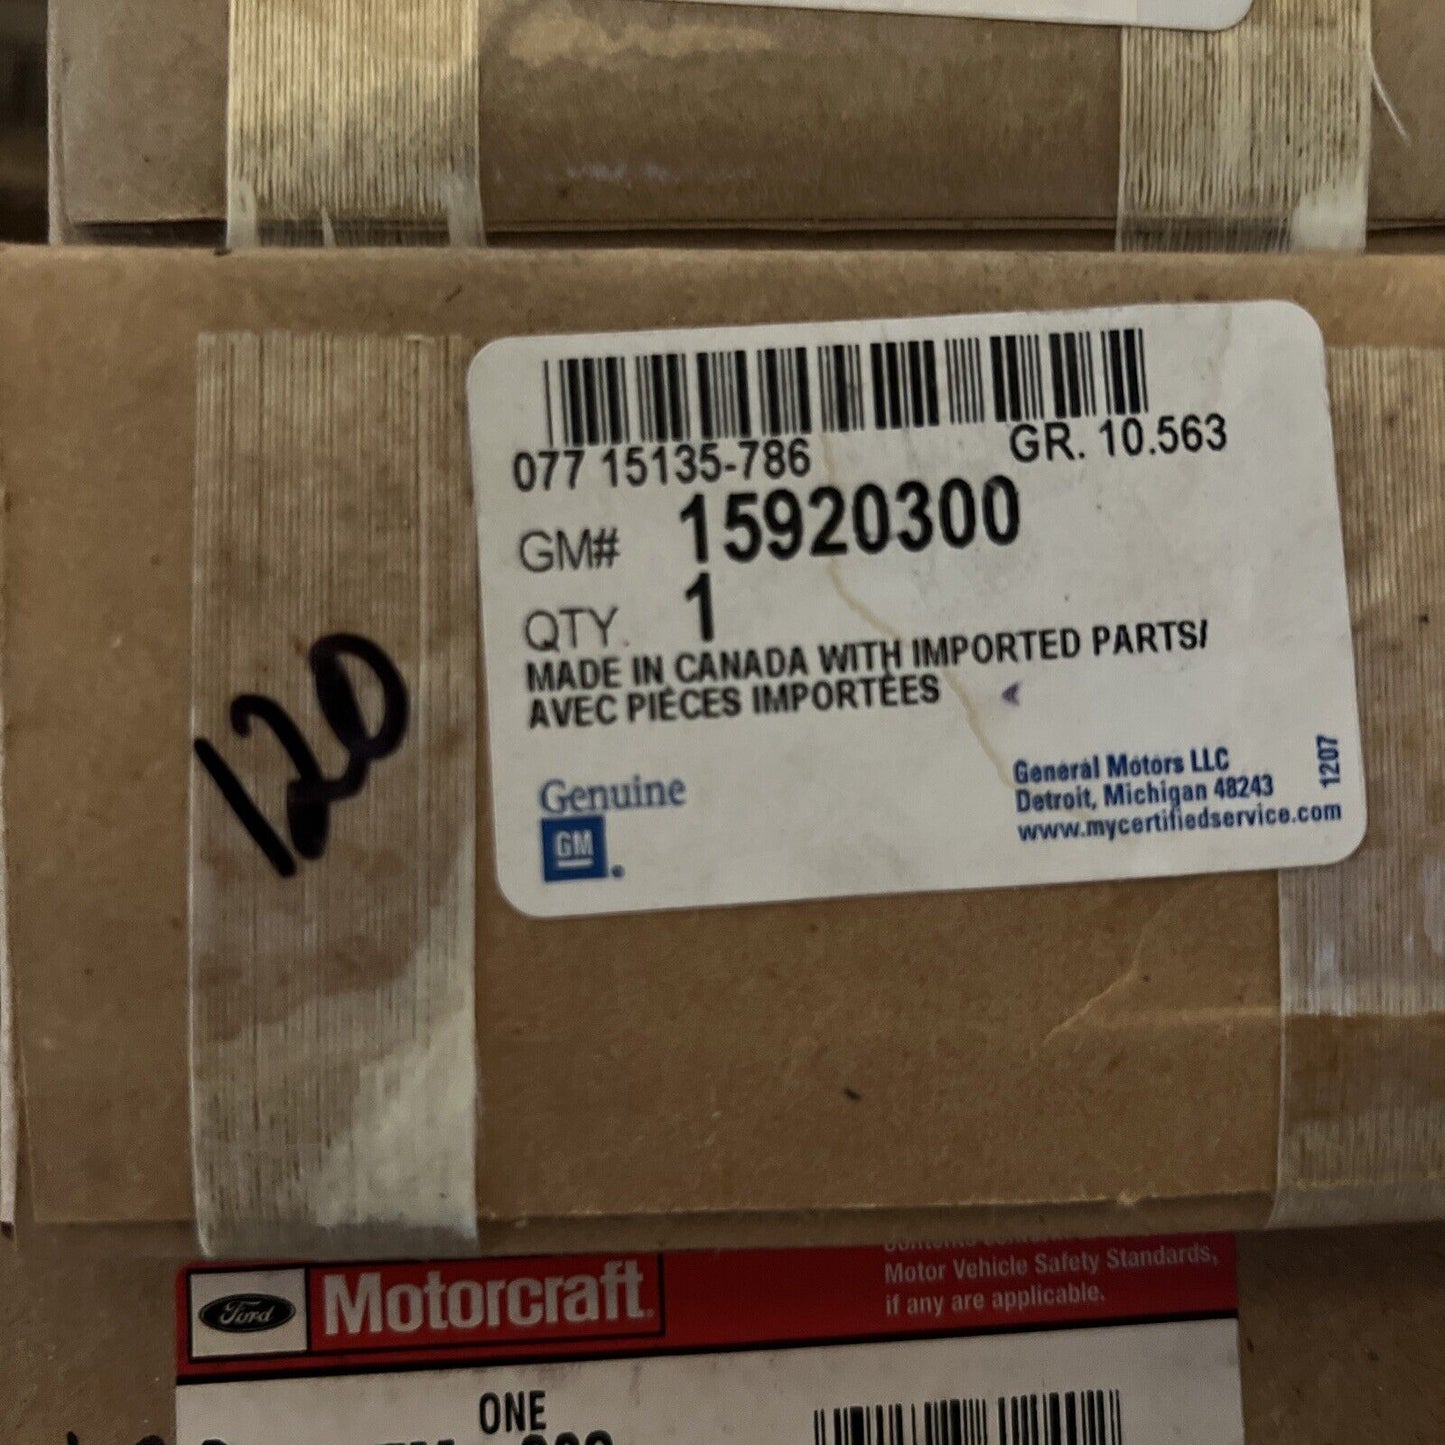 077 15135-786
GR. 10.563
GM# 15920300
QTY. 1
MADE IN CANADA WITH IMPORTED PARTS/
AVEC PIÈCES IMPORTÉES
Genuine
GM
General Motors LLC
Detroit, Michigan 48243
www.mycertifiedservice.com
1207
120
Ford
Motorcraft
Motor Vehicle Safety Standards,
if any are applicable.
ONE